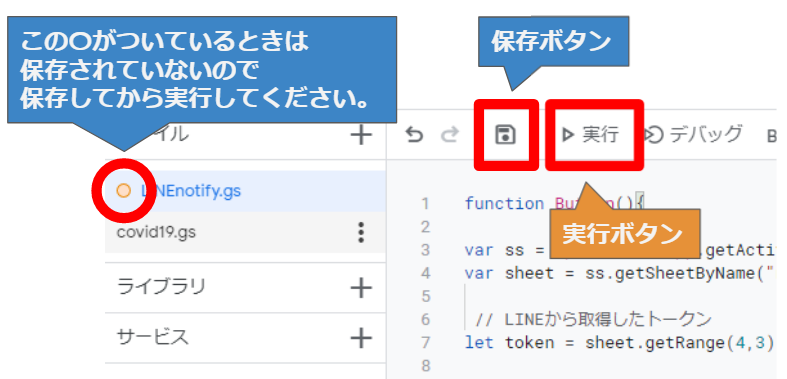 この〇がついているときは
保存されていないので
保存してから実行してください。
保存ボタン
イル
実行
デバッグ
LINEnotify.gs
covid19.gs
ライブラリ
サービス
実行ボタン
1 function
2
3 var ss = .getActi
4 var sheet = ss.getSheetByName("
5
6 // LINEから取得したトークン
7 let token = sheet.getRange(4,3)
8